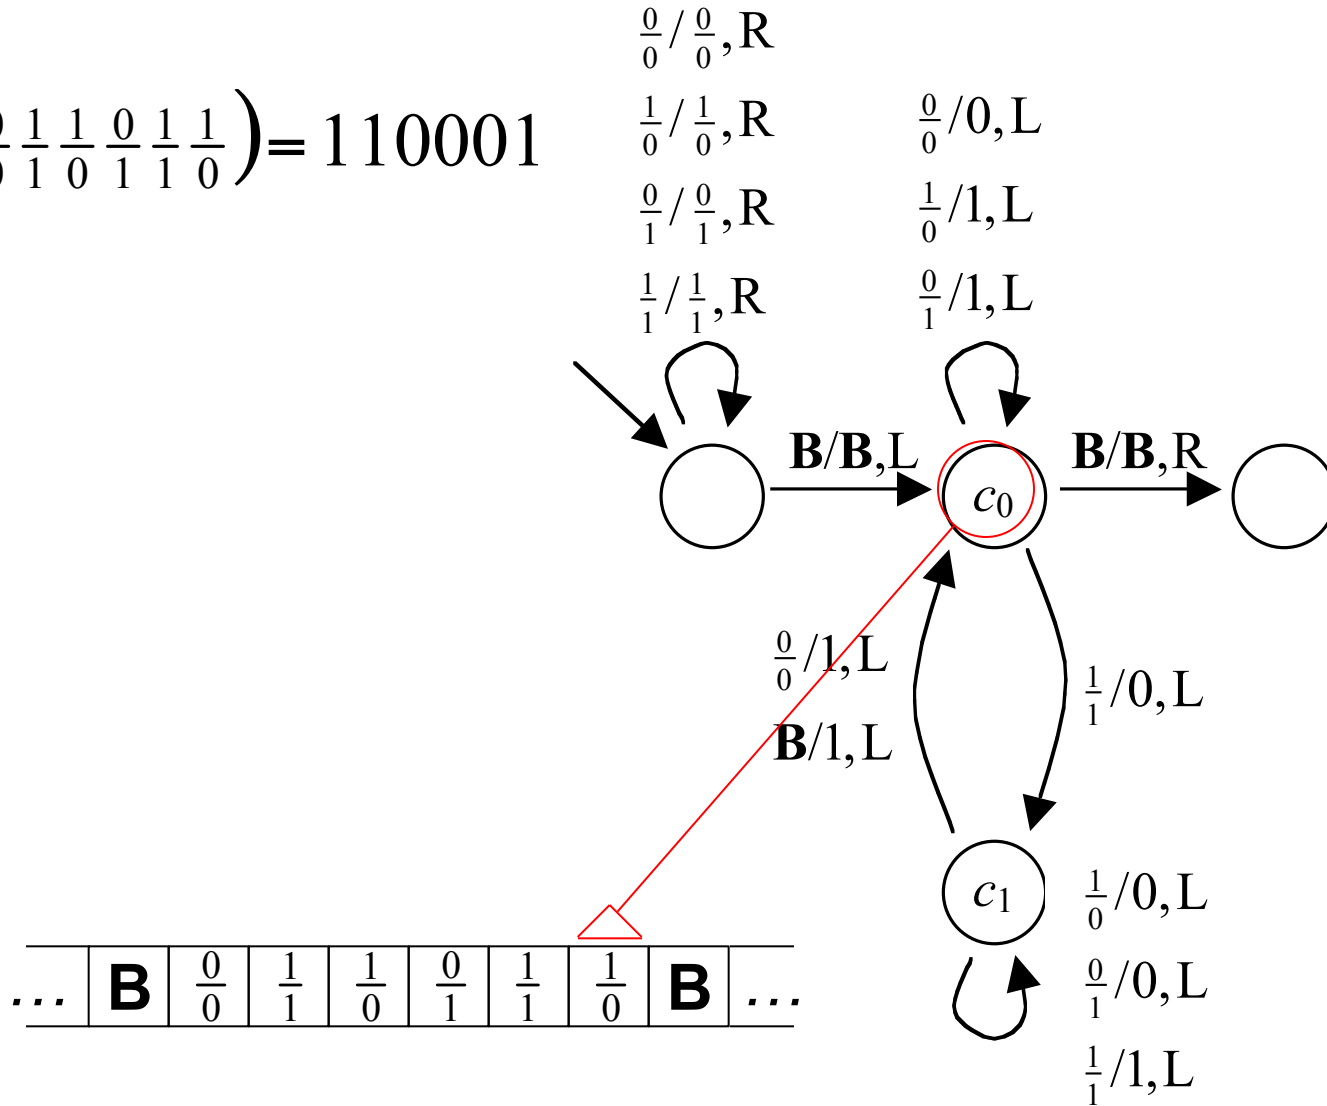 0/0 1/1 1/0 0/1 1/1 1/0 ) = 110001
0/0 / 0/0, R
1/0 / 1/0, R
0/1 / 0/1, R
1/1 / 1/1, R
0/0 /0, L
1/0 /1, L
0/1 /1, L
B/B, L
c0
B/B, R
0/0 /1, L
B/1, L
1/1 /0, L
c1
1/0 /0, L
0/1 /0, L
1/1 /1, L
... B 0/0 1/1 1/0 0/1 1/1 1/0 B ...